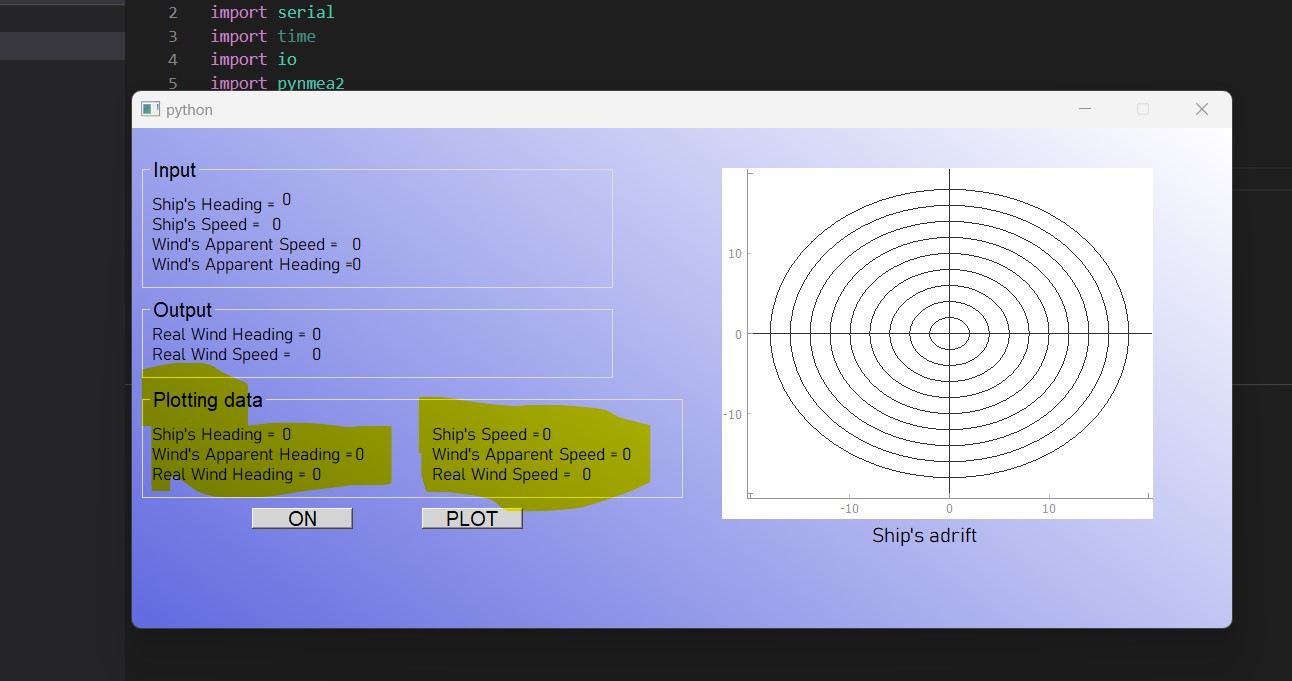 2 import serial
3 import time
4 import io
5 import pynmea2
python
Input
Ship's Heading = 0
Ship's Speed = 0
Wind's Apparent Speed = 0
Wind's Apparent Heading =0
Output
Real Wind Heading = 0
Real Wind Speed = 0
Plotting data
Ship's Heading = 0
Wind's Apparent Heading =0
Real Wind Heading = 0
Ship's Speed =0
Wind's Apparent Speed = 0
Real Wind Speed = 0
ON
PLOT
10
0
-10
-10 0 10
Ship's adrift